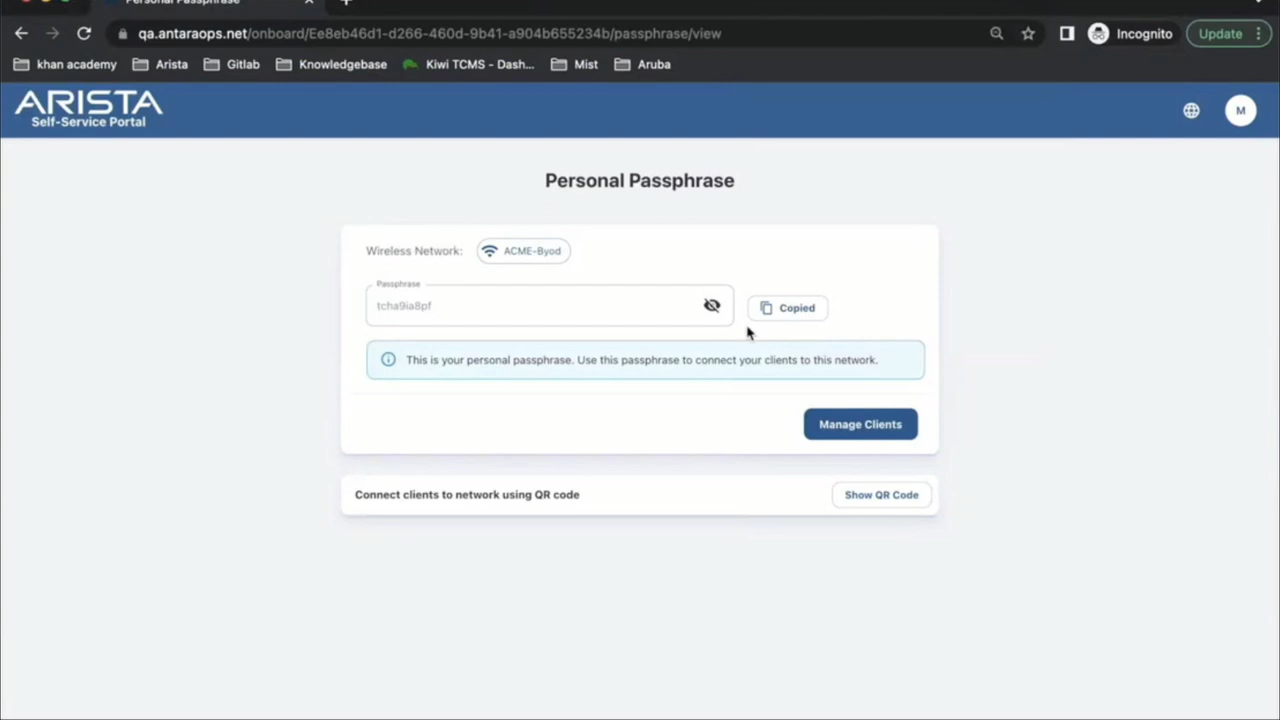 Personal Passphrase
qa.antaraops.net/onboard/Ee8eb46d1-d266-460d-9b41-a904b655234b/passphrase/view
Incognito
Update
khan academy
Arista
Gitlab
Knowledgebase
Kiwi TCMS - Dash...
Mist
Aruba
ARISTA
Self-Service Portal
M
Personal Passphrase
Wireless Network:
ACME-Byod
Passphrase
tcha9ia8pf
Copied
This is your personal passphrase. Use this passphrase to connect your clients to this network.
Manage Clients
Connect clients to network using QR code
Show QR Code